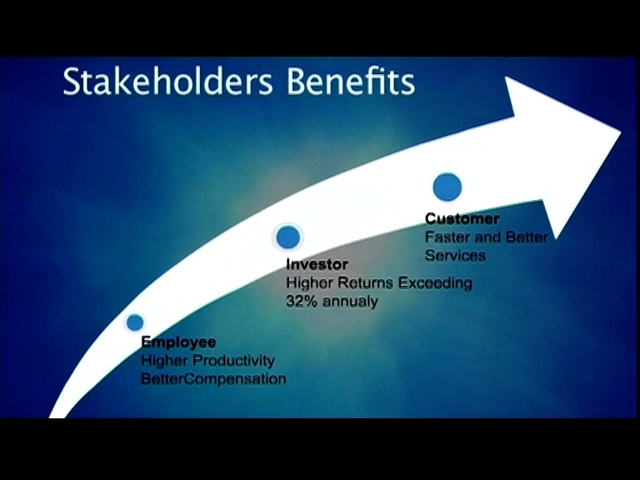 Stakeholders Benefits
Customer
Faster and Better
Services
Investor
Higher Returns Exceeding
32% annualy
Employee
Higher Productivity
BetterCompensation